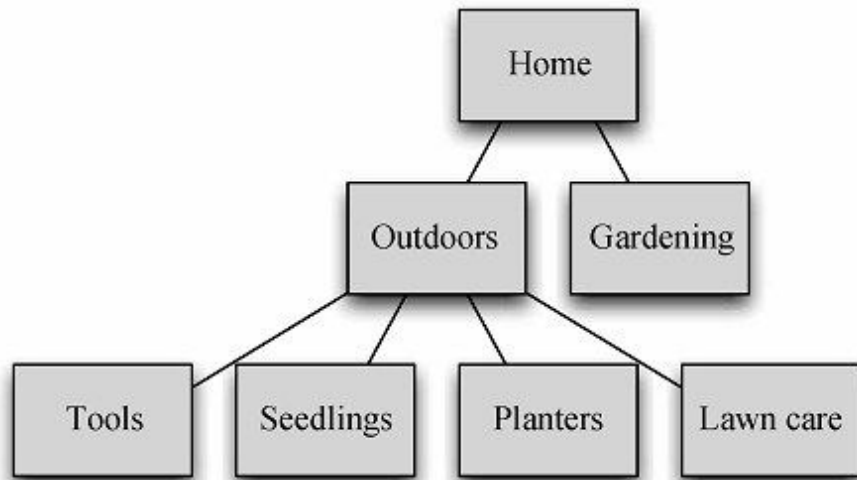 Home
Outdoors
Gardening
Tools
Seedlings
Planters
Lawn care